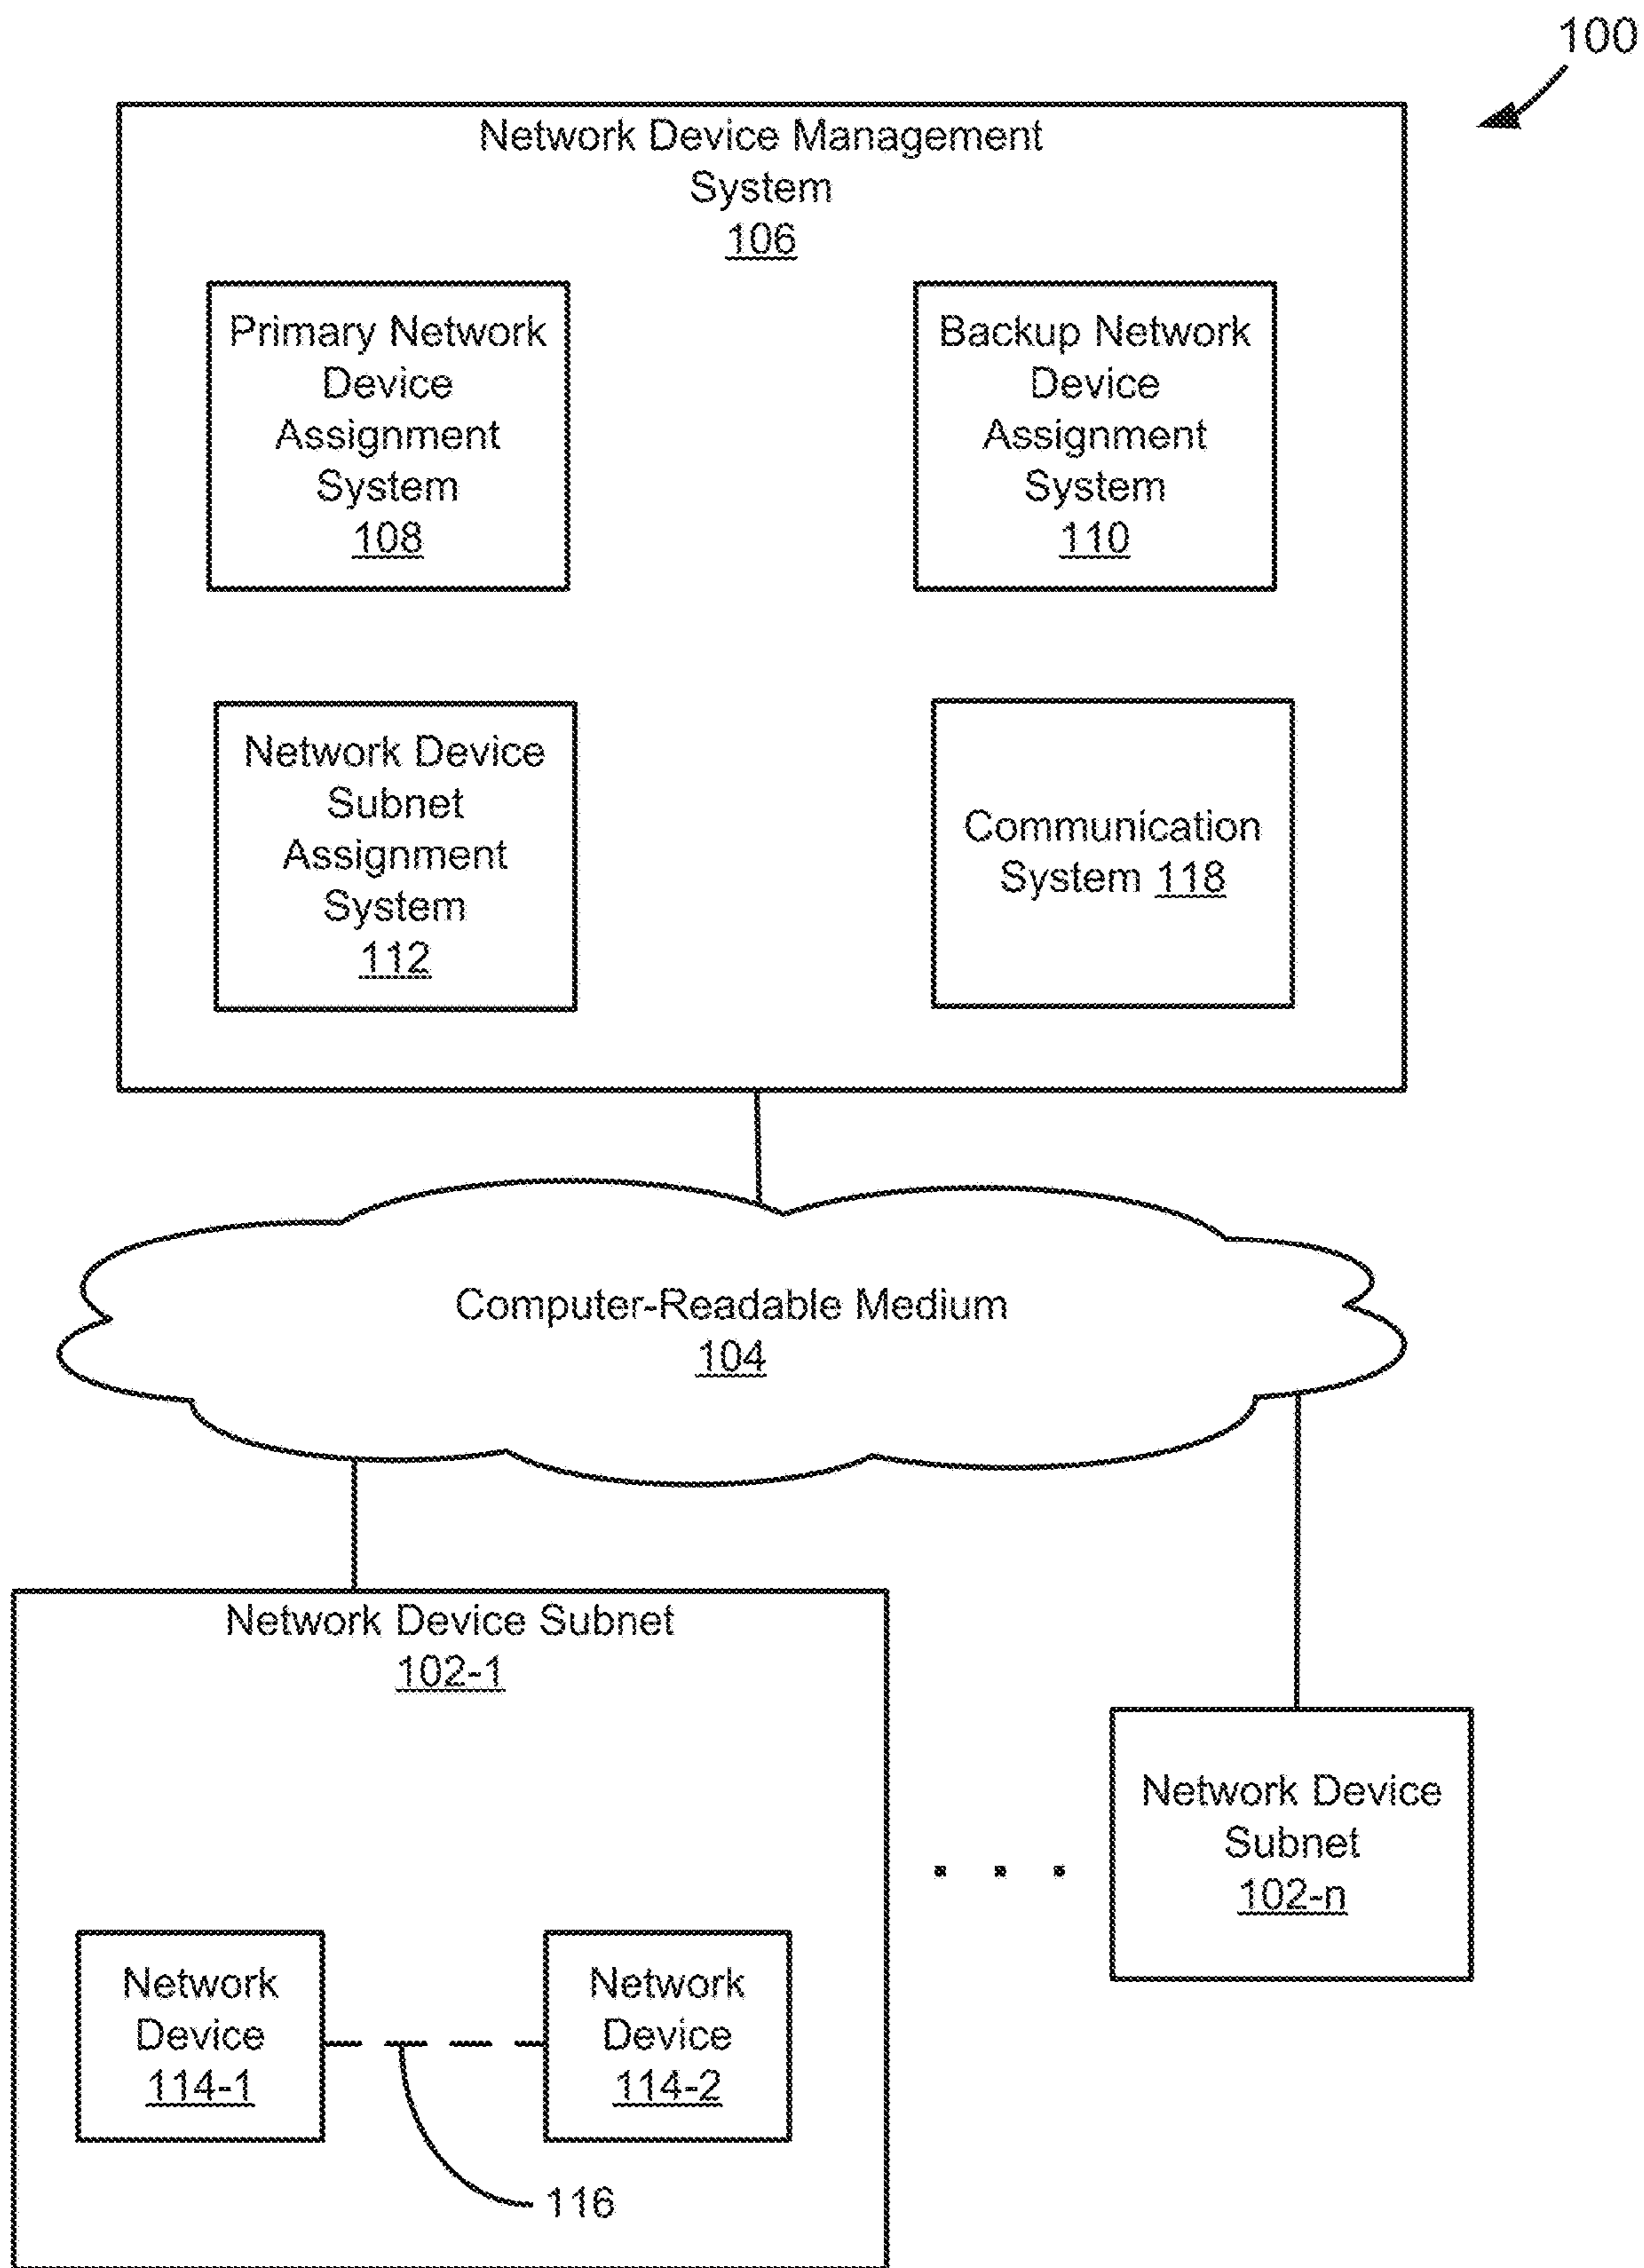 100
Network Device Management
System
106
Primary Network
Device
Assignment
System
108
Backup Network
Device
Assignment
System
110
Network Device
Subnet
Assignment
System
112
Communication
System 118
Computer-Readable Medium
104
Network Device Subnet
102-1
Network
Device
114-1
Network
Device
114-2
116
. . .
Network Device
Subnet
102-n